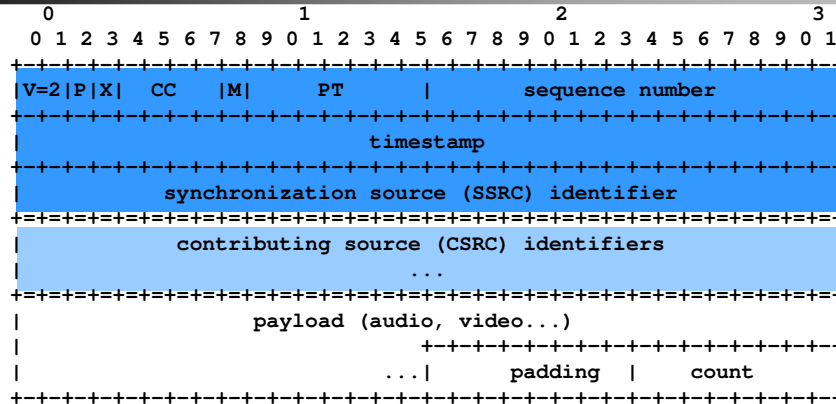 0                   1                   2                   3
 0 1 2 3 4 5 6 7 8 9 0 1 2 3 4 5 6 7 8 9 0 1 2 3 4 5 6 7 8 9 0 1
+-+-+-+-+-+-+-+-+-+-+-+-+-+-+-+-+-+-+-+-+-+-+-+-+-+-+-+-+-+-+-+-
|V=2|P|X|  CC   |M|     PT      |       sequence number
+-+-+-+-+-+-+-+-+-+-+-+-+-+-+-+-+-+-+-+-+-+-+-+-+-+-+-+-+-+-+-+-
|                           timestamp
+-+-+-+-+-+-+-+-+-+-+-+-+-+-+-+-+-+-+-+-+-+-+-+-+-+-+-+-+-+-+-+-
|           synchronization source (SSRC) identifier
+=+=+=+=+=+=+=+=+=+=+=+=+=+=+=+=+=+=+=+=+=+=+=+=+=+=+=+=+=+=+=+=
|            contributing source (CSRC) identifiers
|                              ...
+=+=+=+=+=+=+=+=+=+=+=+=+=+=+=+=+=+=+=+=+=+=+=+=+=+=+=+=+=+=+=+=
|                  payload (audio, video...)
|                               +-+-+-+-+-+-+-+-+-+-+-+-+-+-+-+-
|                            ...|      padding  |    count
+-+-+-+-+-+-+-+-+-+-+-+-+-+-+-+-+-+-+-+-+-+-+-+-+-+-+-+-+-+-+-+-